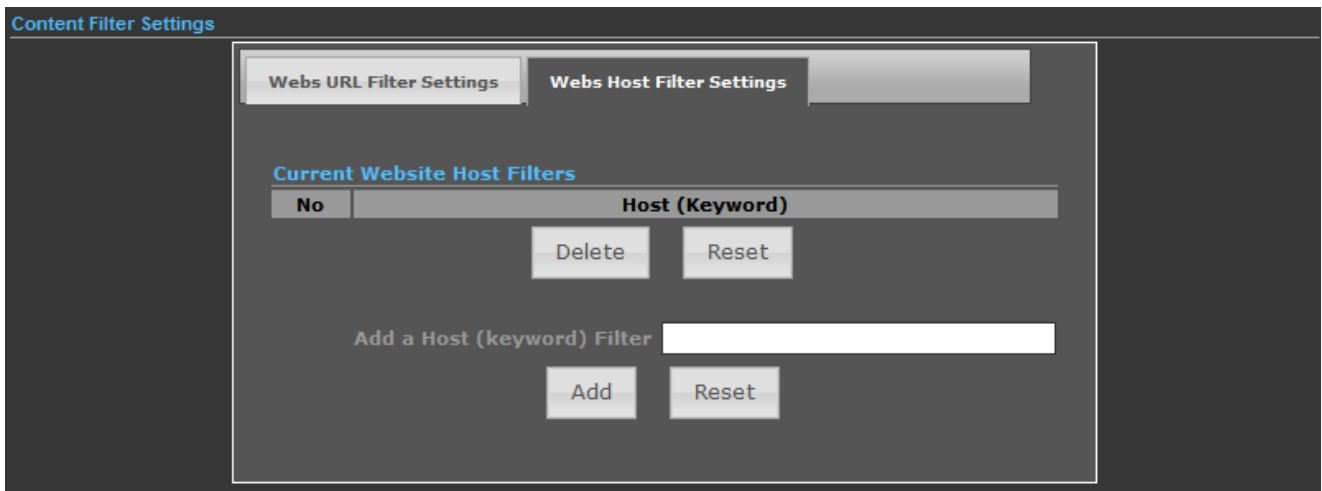 Content Filter Settings
Webs URL Filter Settings Webs Host Filter Settings
Current Website Host Filters
No Host (Keyword)
Delete Reset
Add a Host (keyword) Filter
Add Reset